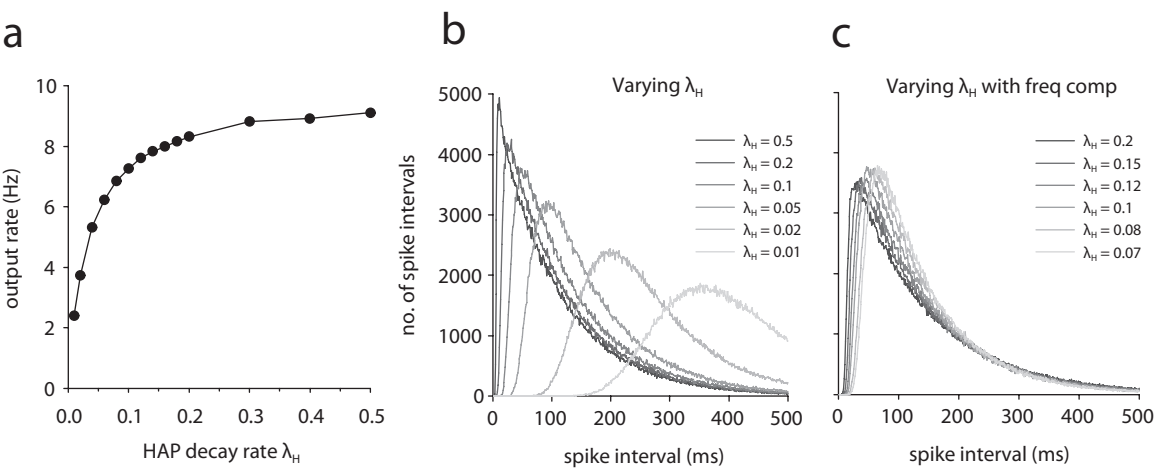 a
output rate (Hz)
10
8
6
4
2
0
0.0 0.1 0.2 0.3 0.4 0.5
HAP decay rate λH
b
Varying λH
no. of spike intervals
5000
4000
3000
2000
1000
0
λH = 0.5
λH = 0.2
λH = 0.1
λH = 0.05
λH = 0.02
λH = 0.01
0 100 200 300 400 500
spike interval (ms)
c
Varying λH with freq comp
λH = 0.2
λH = 0.15
λH = 0.12
λH = 0.1
λH = 0.08
λH = 0.07
0 100 200 300 400 500
spike interval (ms)